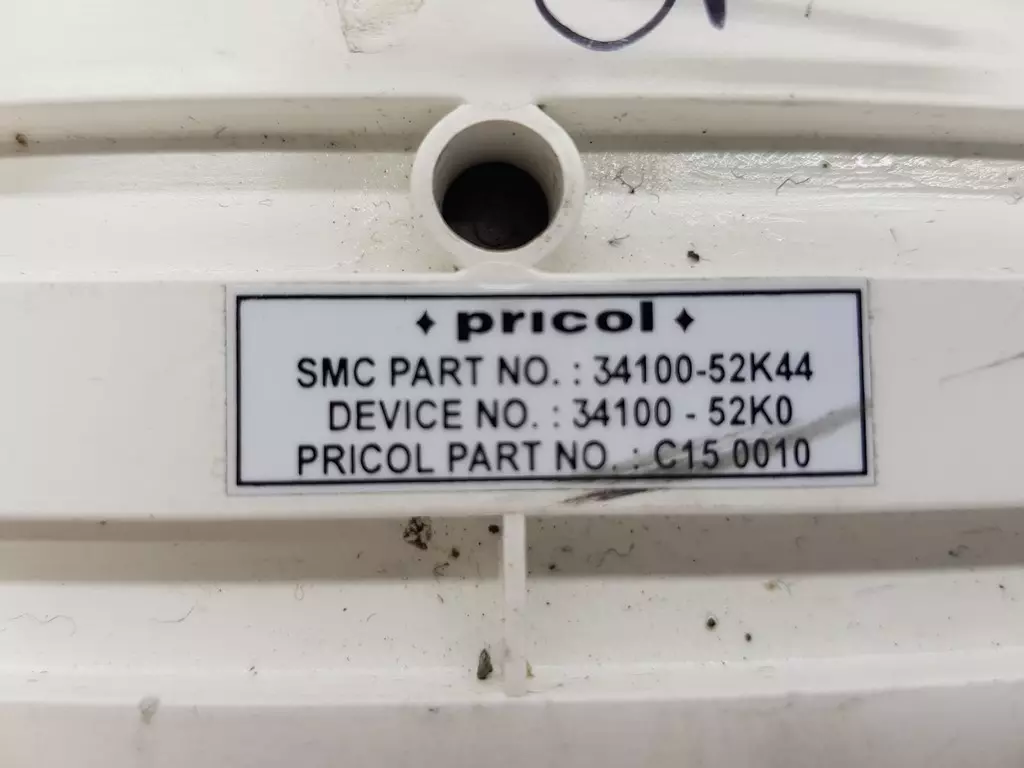 pricol
SMC PART NO. : 34100-52K44
DEVICE NO. : 34100 - 52K0
PRICOL PART NO. : C15 0010